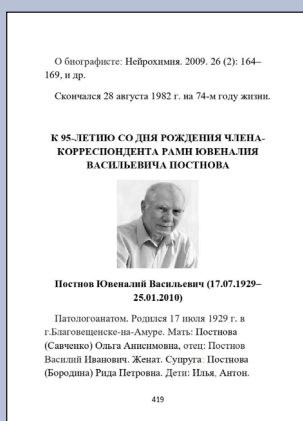 О биографисте: Нейрохимия. 2009. 26 (2): 164–
169, и др.
Скончался 28 августа 1982 г. на 74-м году жизни.
К 95-ЛЕТИЮ СО ДНЯ РОЖДЕНИЯ ЧЛЕНА-
КОРРЕСПОНДЕНТА РАМН ЮВЕНАЛИЯ
ВАСИЛЬЕВИЧА ПОСТНОВА
Постнов Ювеналий Васильевич (17.07.1929–
25.01.2010)
Патологоанатом. Родился 17 июля 1929 г. в
г.Благовещенске-на-Амуре. Мать: Постнова
(Савченко) Ольга Анисимовна, отец: Постнов
Василий Иванович. Женат. Супруга: Постнова
(Бородина) Рида Петровна. Дети: Илья, Антон.
419